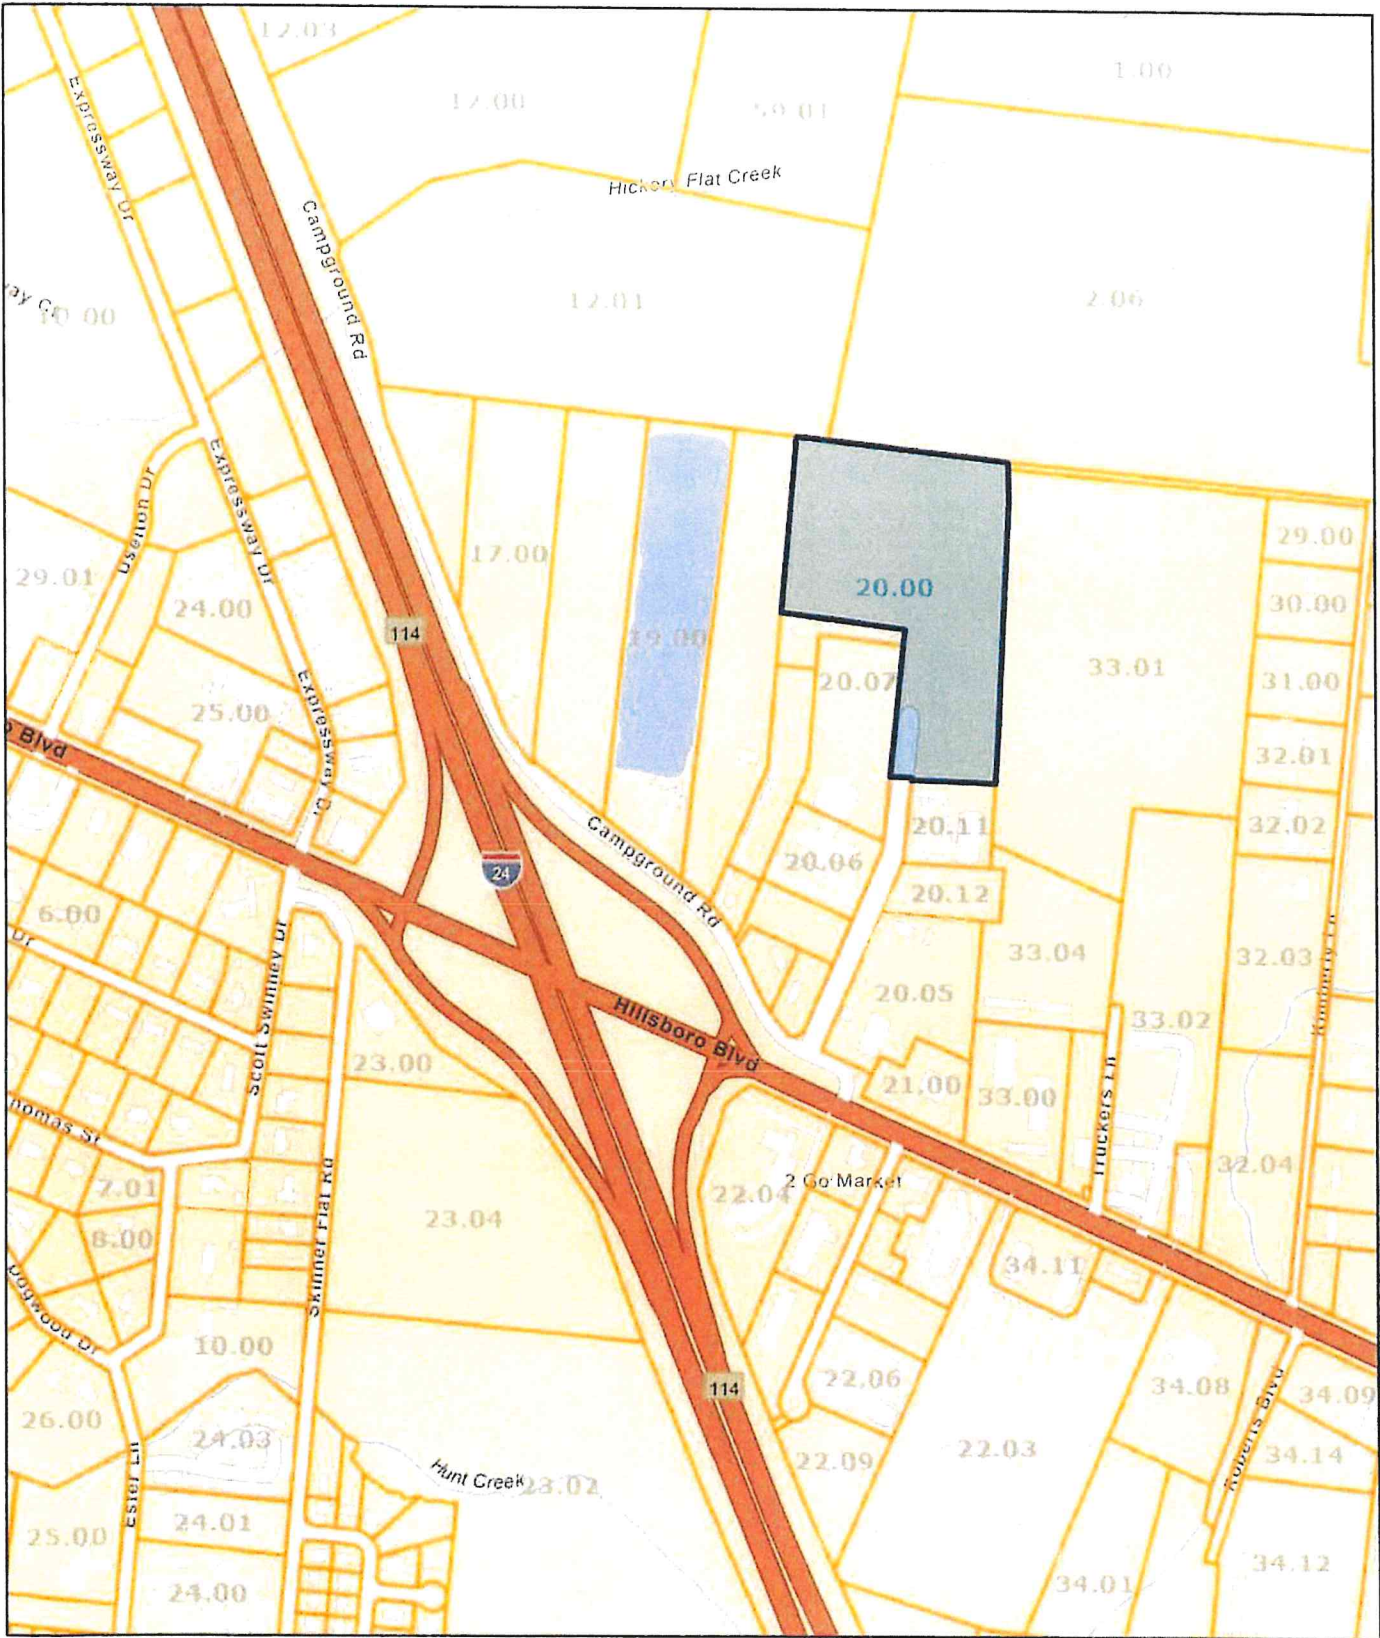 12.03
1.00
12.00
59.01
Expressway Dr
Hickory Flat Creek
Campground Rd
way C
10.00
12.01
2.06
Expressway Dr
Uselton Dr
29.00
17.00
29.01
20.00
30.00
24.00
114
19.00
33.01
20.07
31.00
Expressway Dr
25.00
o Blvd
32.01
20.11
32.02
Campground Rd
20.06
24
20.12
6.00
Dr
33.04
32.03
Scott Swinney Dr
Kimberly Ln
20.05
33.02
Hillsboro Blvd
23.00
21.00
33.00
Truckers Ln
homas St
32.04
7.01
2 Go Market
22.04
23.04
8.00
Skinner Flat Rd
34.11
Dogwood Dr
10.00
22.06
114
34.08
34.09
26.00
Roberts Blvd
24.03
22.03
34.14
22.09
Hunt Creek
23.02
Ester Ln
24.01
25.00
34.12
34.01
24.00